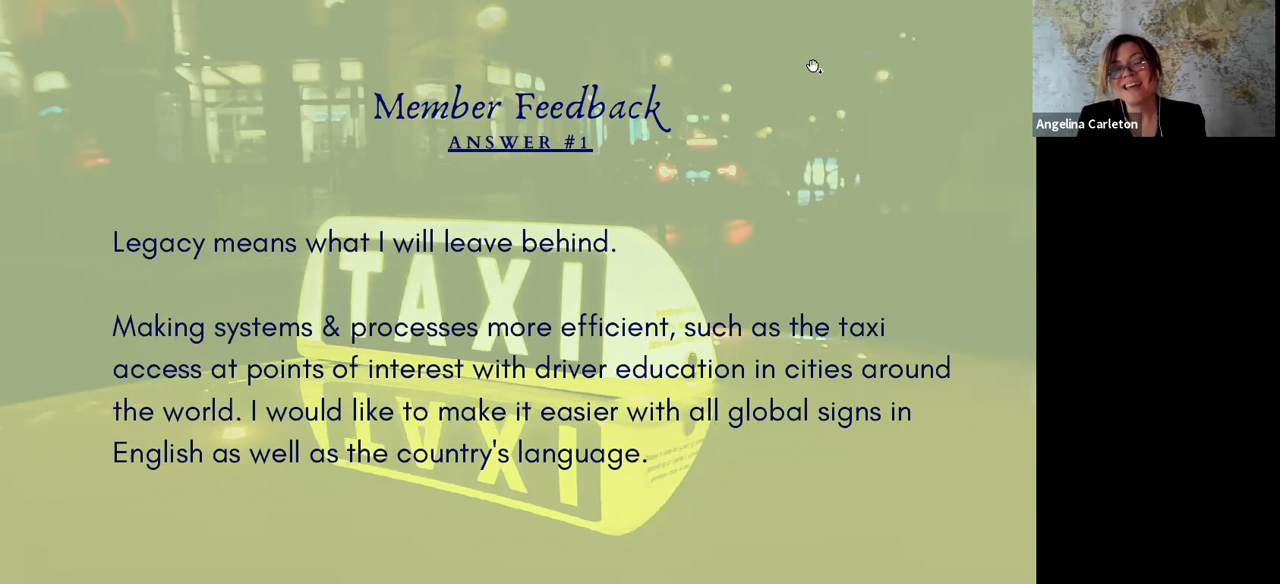 Member Feedback
ANSWER #1
Legacy means what I will leave behind.
TAXI
Making systems & processes more efficient, such as the taxi
access at points of interest with driver education in cities around
the world. I would like to make it easier with all global signs in
English as well as the country's language.
TAXI
Angelina Carleton